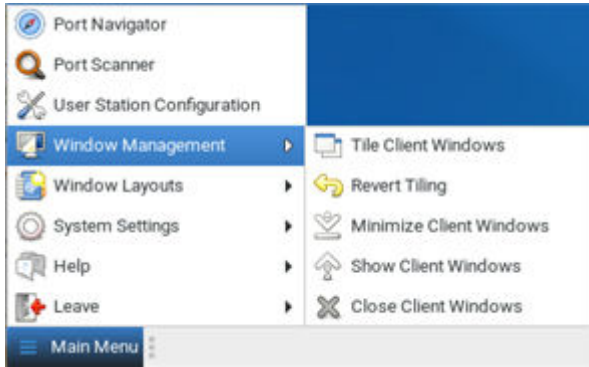 Port Navigator
Port Scanner
User Station Configuration
Window Management
Window Layouts
System Settings
Help
Leave
Main Menu
Tile Client Windows
Revert Tiling
Minimize Client Windows
Show Client Windows
Close Client Windows